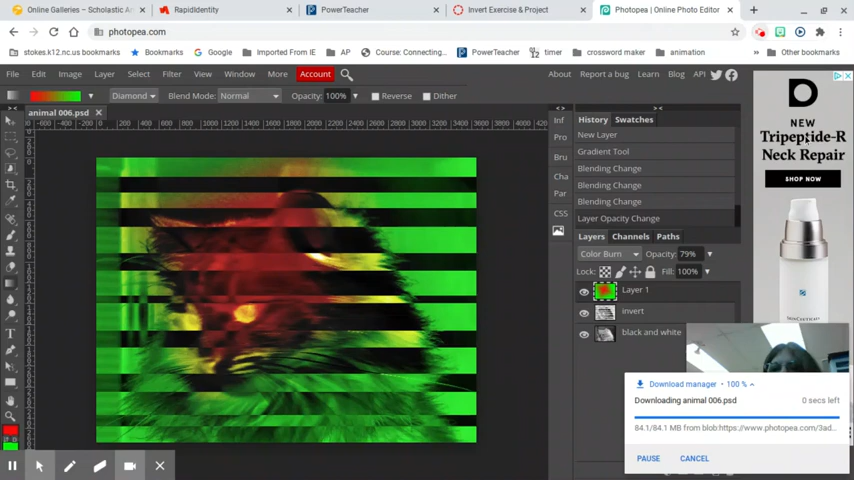 Online Galleries – Scholastic Ar
RapidIdentity
PowerTeacher
Invert Exercise & Project
Photopea | Online Photo Editor
photopea.com
stokes.k12.nc.us bookmarks
Bookmarks
Google
Imported From IE
AP
Course: Connecting...
PowerTeacher
timer
crossword maker
animation
Other bookmarks
File Edit Image Layer Select Filter View Window More Account
About Report a bug Learn Blog API
Diamond Blend Mode: Normal Opacity: 100% Reverse Dither
animal 006.psd
Inf
Pro
Bru
Cha
Par
CSS
History Swatches
New Layer
Gradient Tool
Blending Change
Blending Change
Blending Change
Layer Opacity Change
Layers Channels Paths
Color Burn Opacity: 79%
Lock: Fill: 100%
Layer 1
invert
black and white
D
NEW
Tripeptide-R
Neck Repair
SHOP NOW
Download manager • 100 %
Downloading animal 006.psd
0 secs left
84.1/84.1 MB from blob:https://www.photopea.com/3ad...
PAUSE CANCEL